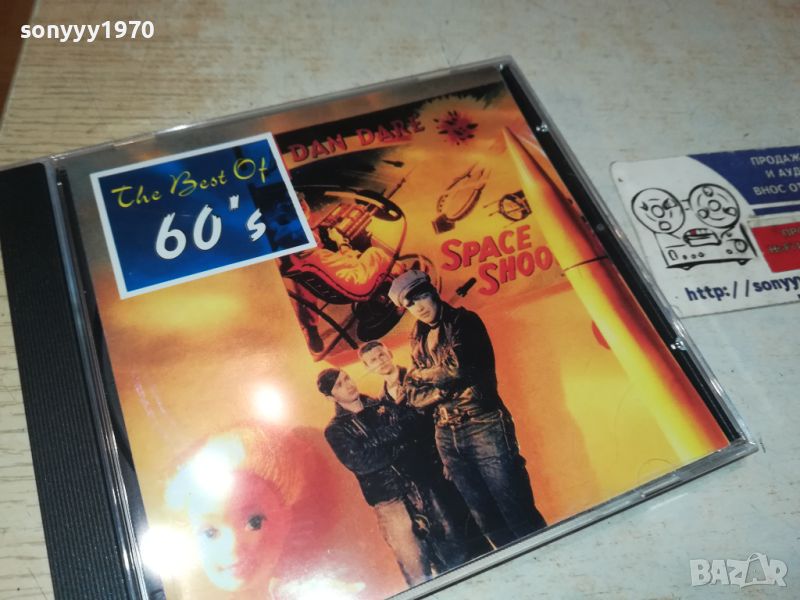 sonyyy1970
The Best Of
60"s
DAN DARE
SPACE
SHOO
ПРОДАЖ
И АУД
ВНОС ОТ
http://sonyyy
BAZAR